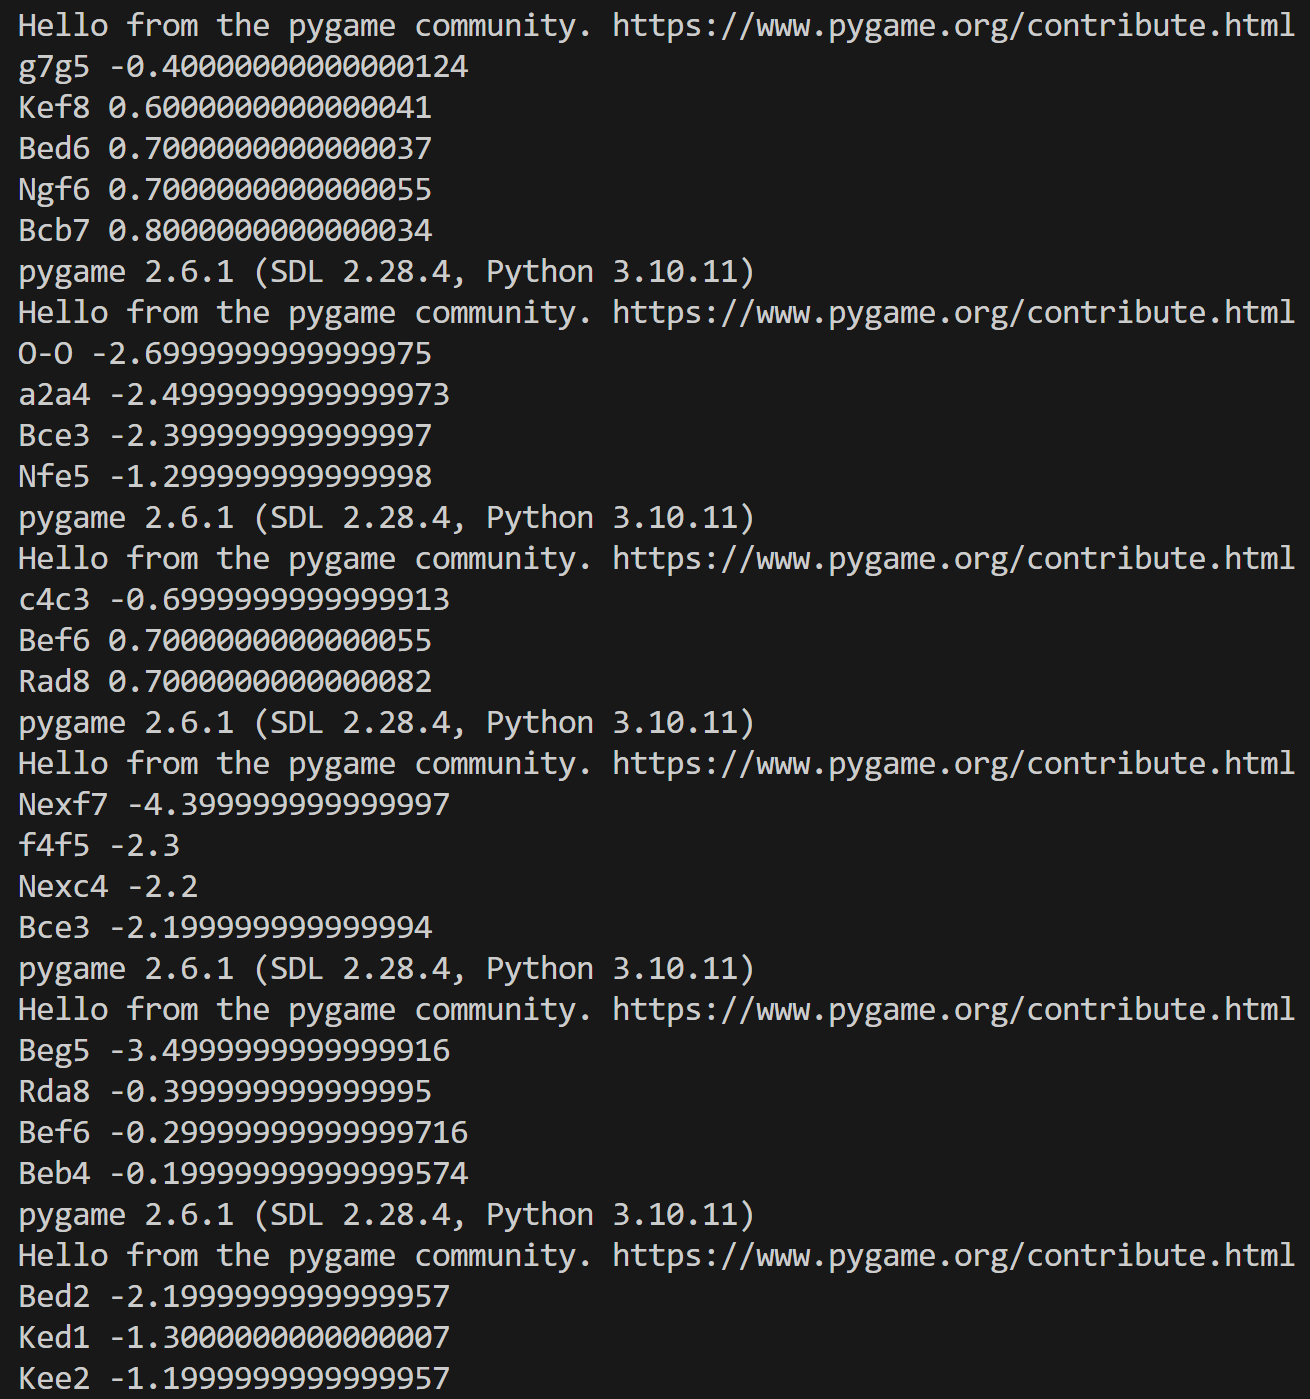 Hello from the pygame community. https://www.pygame.org/contribute.html
g7g5 -0.40000000000000124
Kef8 0.6000000000000041
Bed6 0.7000000000000037
Ngf6 0.7000000000000055
Bcb7 0.8000000000000034
pygame 2.6.1 (SDL 2.28.4, Python 3.10.11)
Hello from the pygame community. https://www.pygame.org/contribute.html
O-O -2.6999999999999975
a2a4 -2.4999999999999973
Bce3 -2.399999999999997
Nfe5 -1.299999999999998
pygame 2.6.1 (SDL 2.28.4, Python 3.10.11)
Hello from the pygame community. https://www.pygame.org/contribute.html
c4c3 -0.6999999999999913
Bef6 0.7000000000000055
Rad8 0.7000000000000082
pygame 2.6.1 (SDL 2.28.4, Python 3.10.11)
Hello from the pygame community. https://www.pygame.org/contribute.html
Nexf7 -4.399999999999997
f4f5 -2.3
Nexc4 -2.2
Bce3 -2.199999999999994
pygame 2.6.1 (SDL 2.28.4, Python 3.10.11)
Hello from the pygame community. https://www.pygame.org/contribute.html
Beg5 -3.4999999999999916
Rda8 -0.399999999999995
Bef6 -0.29999999999999716
Beb4 -0.19999999999999574
pygame 2.6.1 (SDL 2.28.4, Python 3.10.11)
Hello from the pygame community. https://www.pygame.org/contribute.html
Bed2 -2.1999999999999957
Ked1 -1.3000000000000007
Kee2 -1.1999999999999957